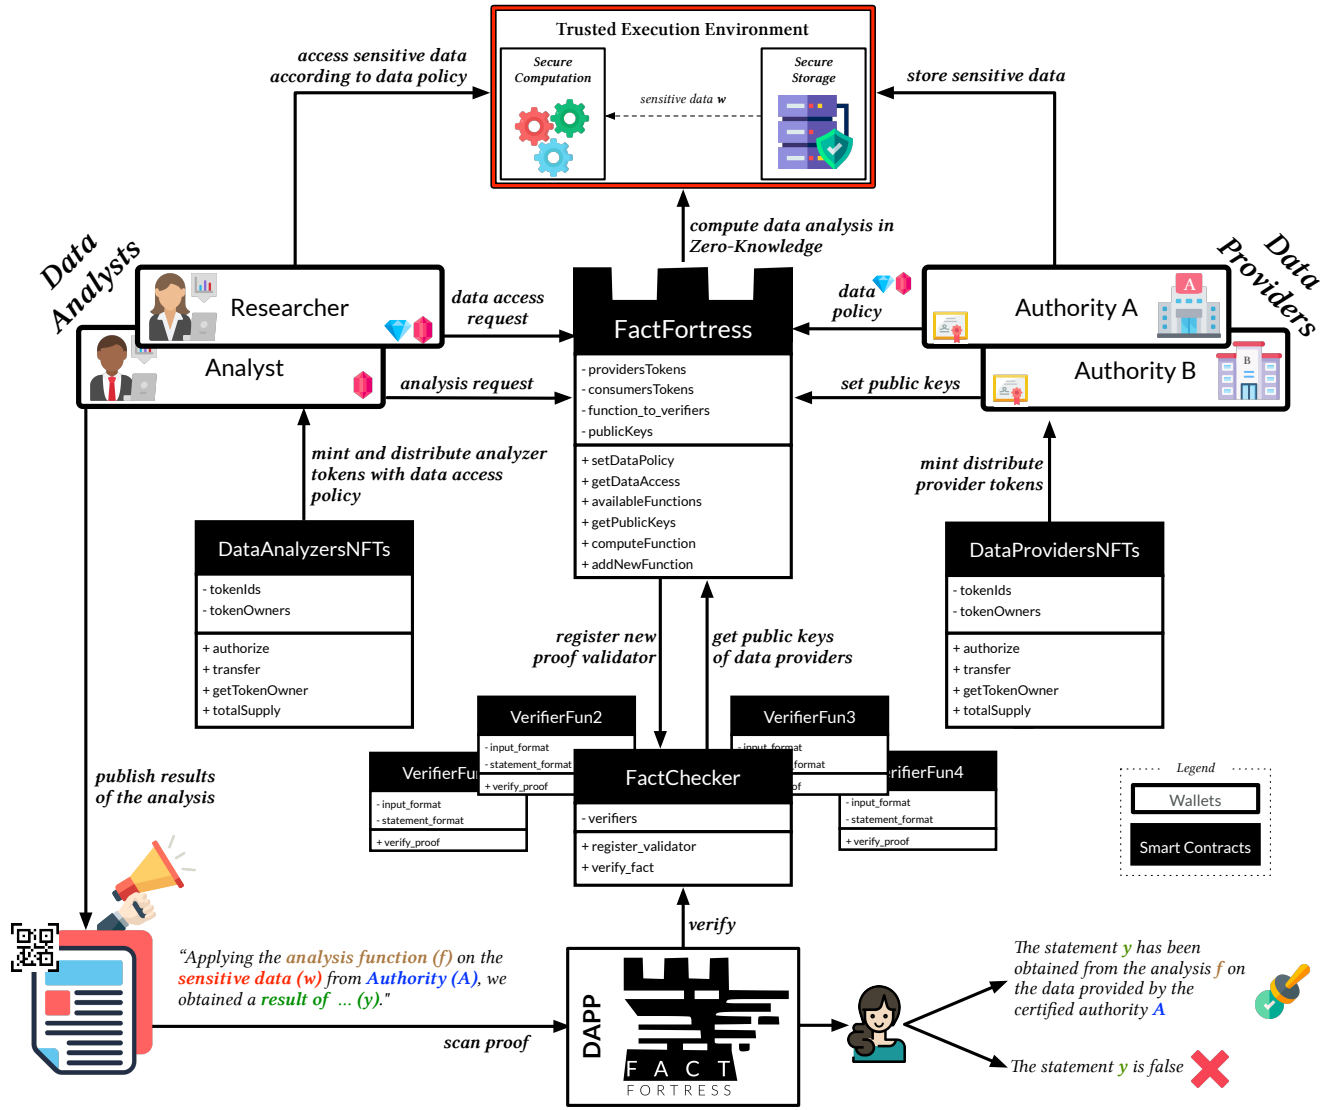 Trusted Execution Environment
Secure
Computation
Secure
Storage
sensitive data w
access sensitive data
according to data policy
store sensitive data
compute data analysis in
Zero-Knowledge
Data
Analysts
Data
Providers
Researcher
Analyst
data access
request
analysis request
FactFortress
- providersTokens
- consumersTokens
- function_to_verifiers
- publicKeys
+ setDataPolicy
+ getDataAccess
+ availableFunctions
+ getPublicKeys
+ computeFunction
+ addNewFunction
data
policy
set public keys
Authority A
A
Authority B
B
mint and distribute analyzer
tokens with data access
policy
mint distribute
provider tokens
DataAnalyzersNFTs
- tokenIds
- tokenOwners
+ authorize
+ transfer
+ getTokenOwner
+ totalSupply
DataProvidersNFTs
- tokenIds
- tokenOwners
+ authorize
+ transfer
+ getTokenOwner
+ totalSupply
register new
proof validator
get public keys
of data providers
VerifierFun2
- input_format
- statement_format
+ verify_proof
VerifierFun3
- input_format
format
of
VerifierFu
- input_format
- statement_format
+ verify_proof
erifierFun4
- input_format
- statement_format
+ verify_proof
FactChecker
- verifiers
+ register_validator
+ verify_fact
Legend
Wallets
Smart Contracts
publish results
of the analysis
verify
"Applying the analysis function (f) on the
sensitive data (w) from Authority (A), we
obtained a result of ... (y)."
scan proof
DAPP
FACT
FORTRESS
The statement y has been
obtained from the analysis f on
the data provided by the
certified authority A
The statement y is false